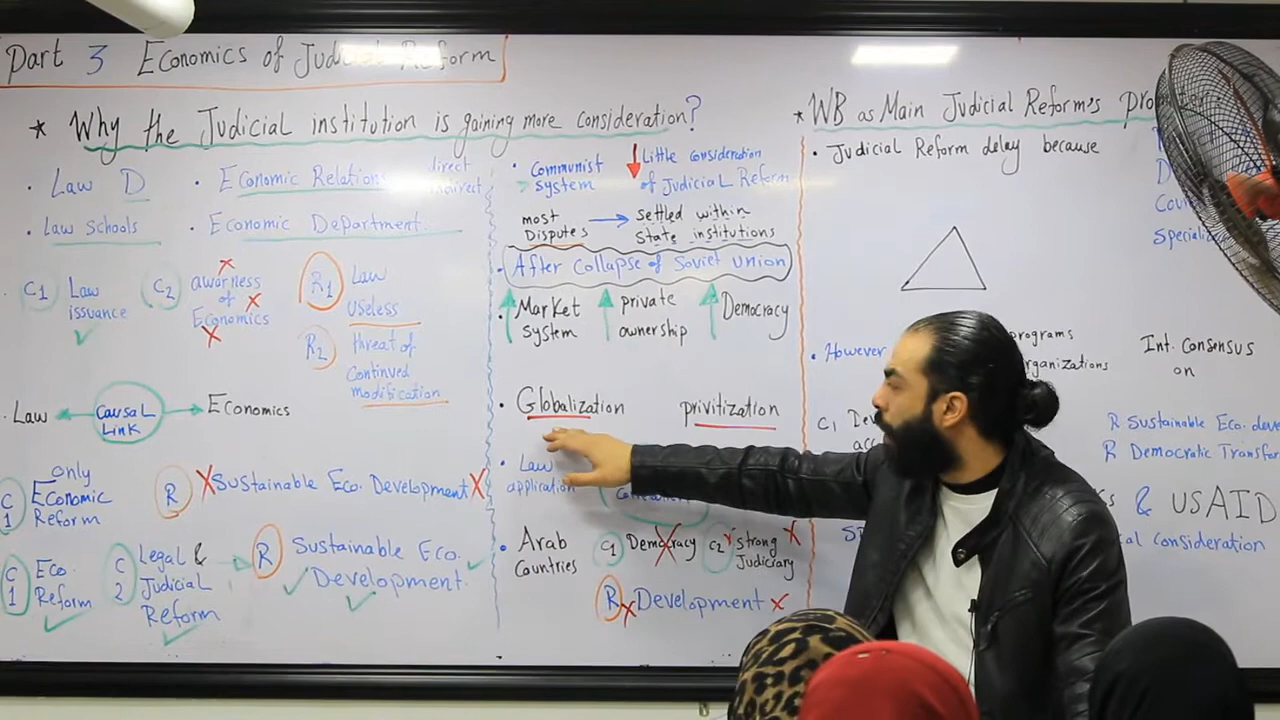 Part 3 Economics of Judicial Reform
* Why the Judicial institution is gaining more consideration?
. Law D
. Economic Relations direct
indirect
. Law schools
. Economic Department.
C1 Law
issuance
C2 awarness
of
Economics
R1 Law
useless
R2 threat of
Continued
modification
. Law
Causal
Link
Economics
C1 only
Economic
Reform
R Sustainable Eco. Development
C1 Eco.
Reform
C2 Legal &
Judicial
Reform
R Sustainable Eco.
Development.
. Communist
system
Little consideration
of Judicial Reform
most
Disputes
settled within
State institutions
. After Collapse of Soviet Union
. Market
system
private
ownership
Democracy
. Globalization privitization
. Law
application
. Arab
Countries
C1 Democracy
C2 strong
Judiciary
R Development
* WB as Main Judicial Reform's
. Judicial Reform delay because
. However
programs
Int. Consensus
on
C1
R Sustainable Eco.
R Democratic
& USAID
consideration